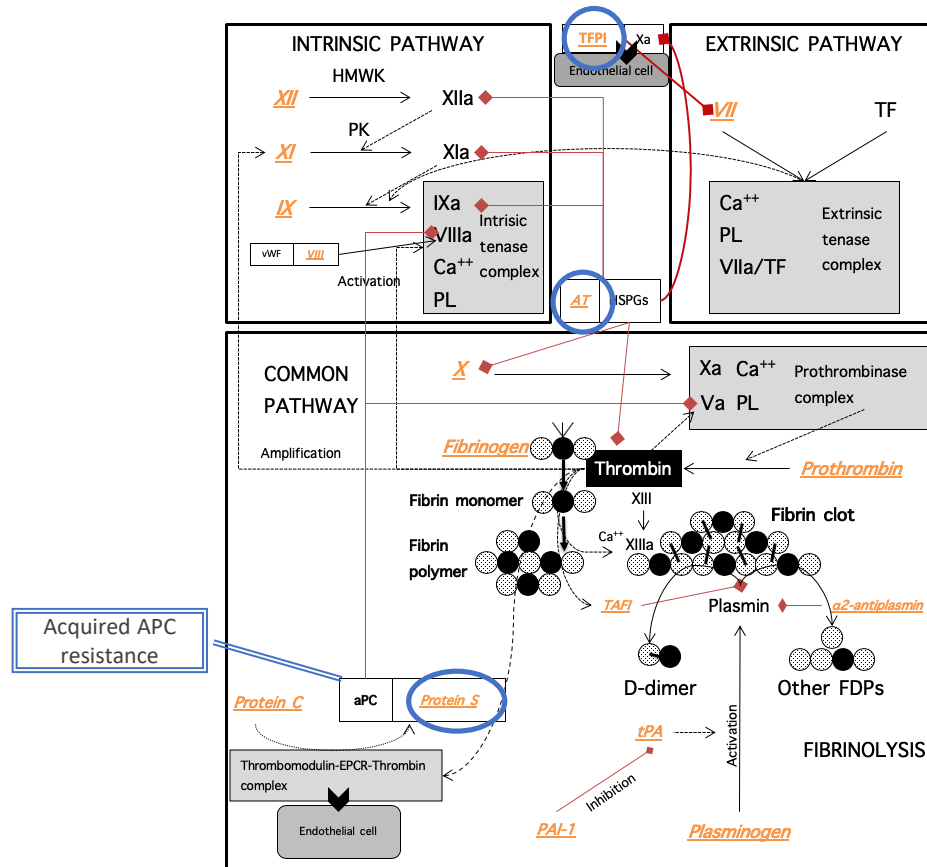 INTRINSIC PATHWAY
TFPI
Xa
Endothelial cell
EXTRINSIC PATHWAY
HMWK
XII
XIIa
VII
TF
PK
XI
XIa
IX
IXa
VIIIa
Ca++
PL
Intrisic
tenase
complex
vWF
VIII
Activation
Ca++
PL
VIIa/TF
Extrinsic
tenase
complex
AT
HSPGs
COMMON
PATHWAY
X
Xa Ca++
Va PL
Prothrombinase
complex
Amplification
Fibrinogen
Thrombin
Prothrombin
Fibrin monomer
XIII
Fibrin clot
Ca++
XIIIa
Fibrin
polymer
TAFI
Plasmin
α2-antiplasmin
Acquired APC
resistance
D-dimer
Other FDPs
Protein C
aPC
Protein S
tPA
Activation
FIBRINOLYSIS
Thrombomodulin-EPCR-Thrombin
complex
Inhibition
Endothelial cell
PAI-1
Plasminogen